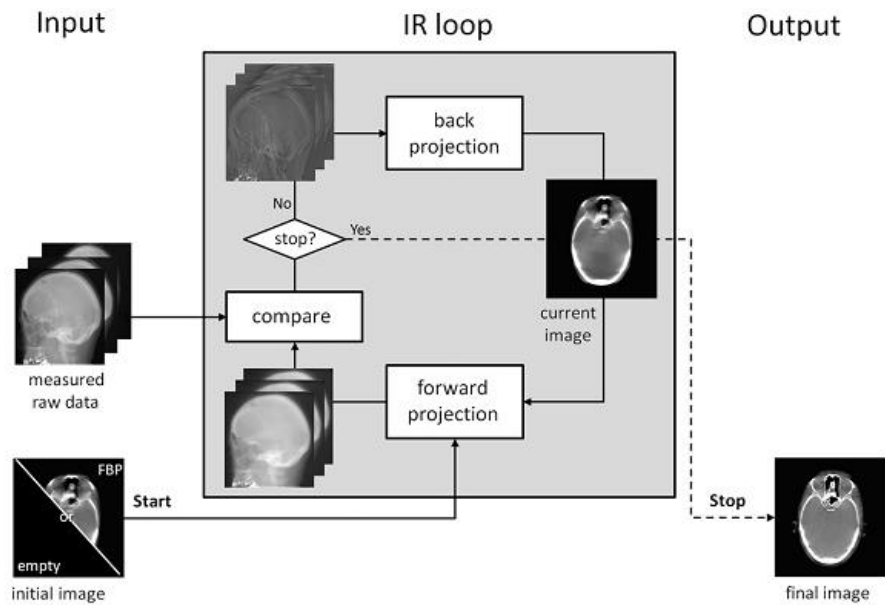 Input
IR loop
Output
back
projection
No
stop?
Yes
compare
current
image
measured
raw data
forward
projection
FBP
or
empty
Start
Stop
initial image
final image